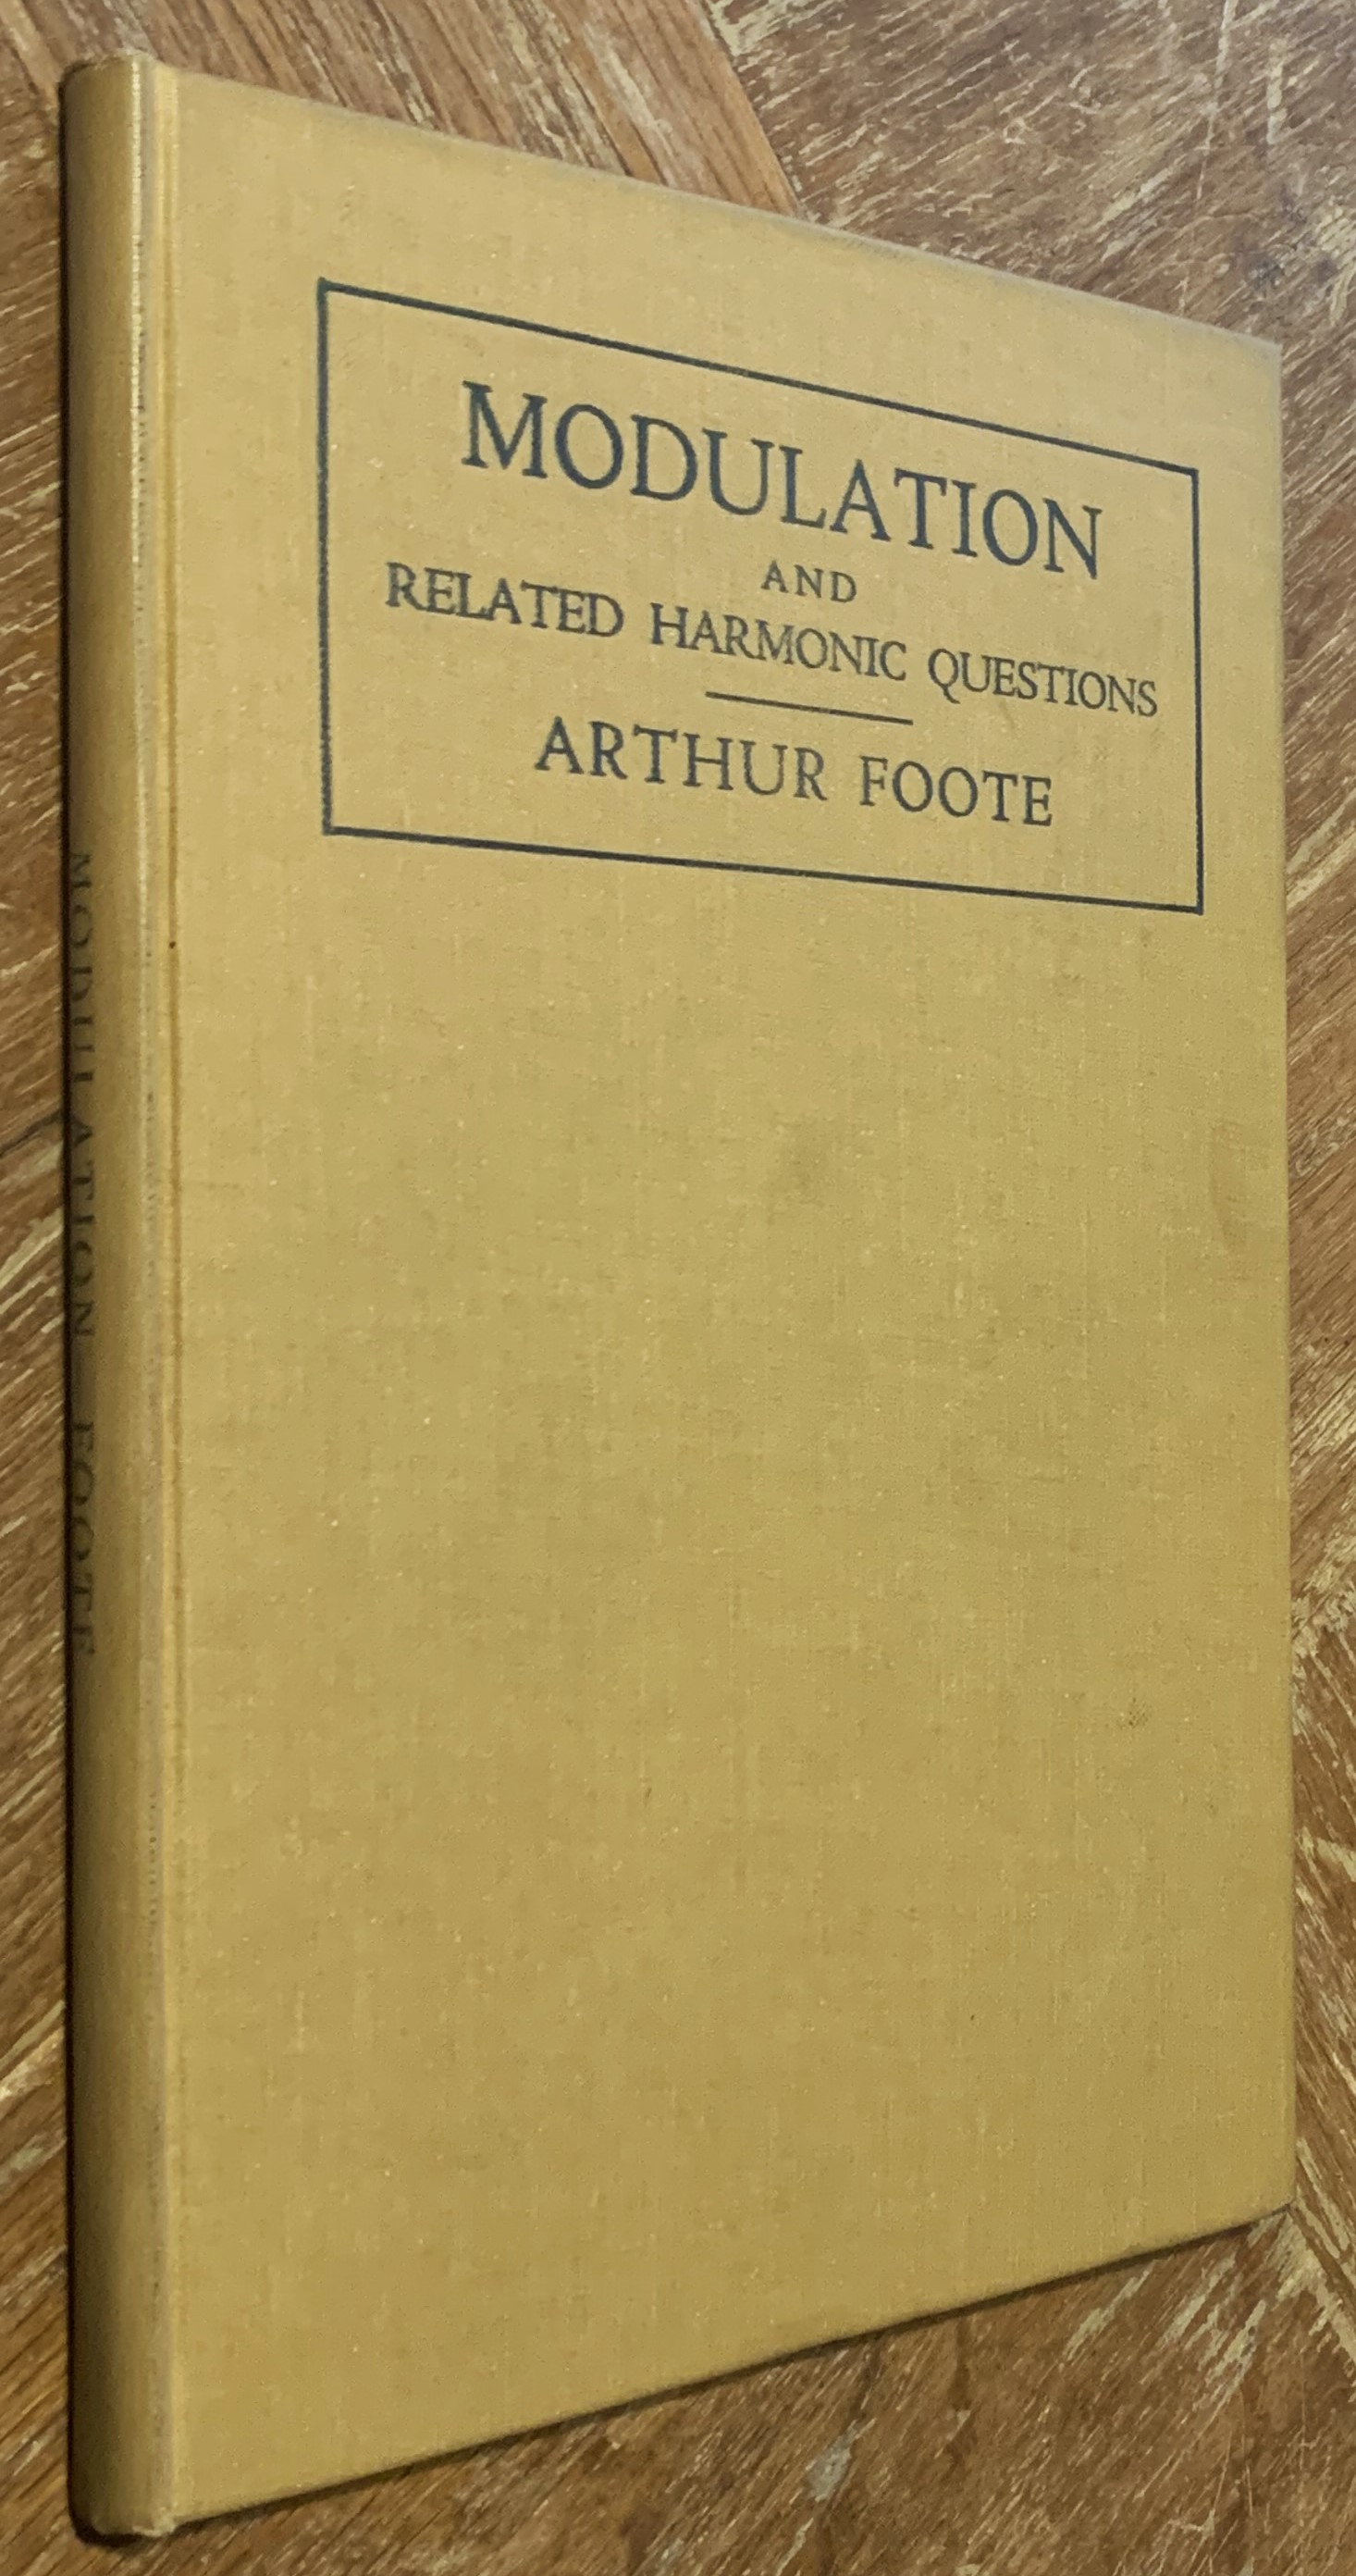 MODULATION
AND
RELATED HARMONIC QUESTIONS
ARTHUR FOOTE
MODULATION — FOOTE